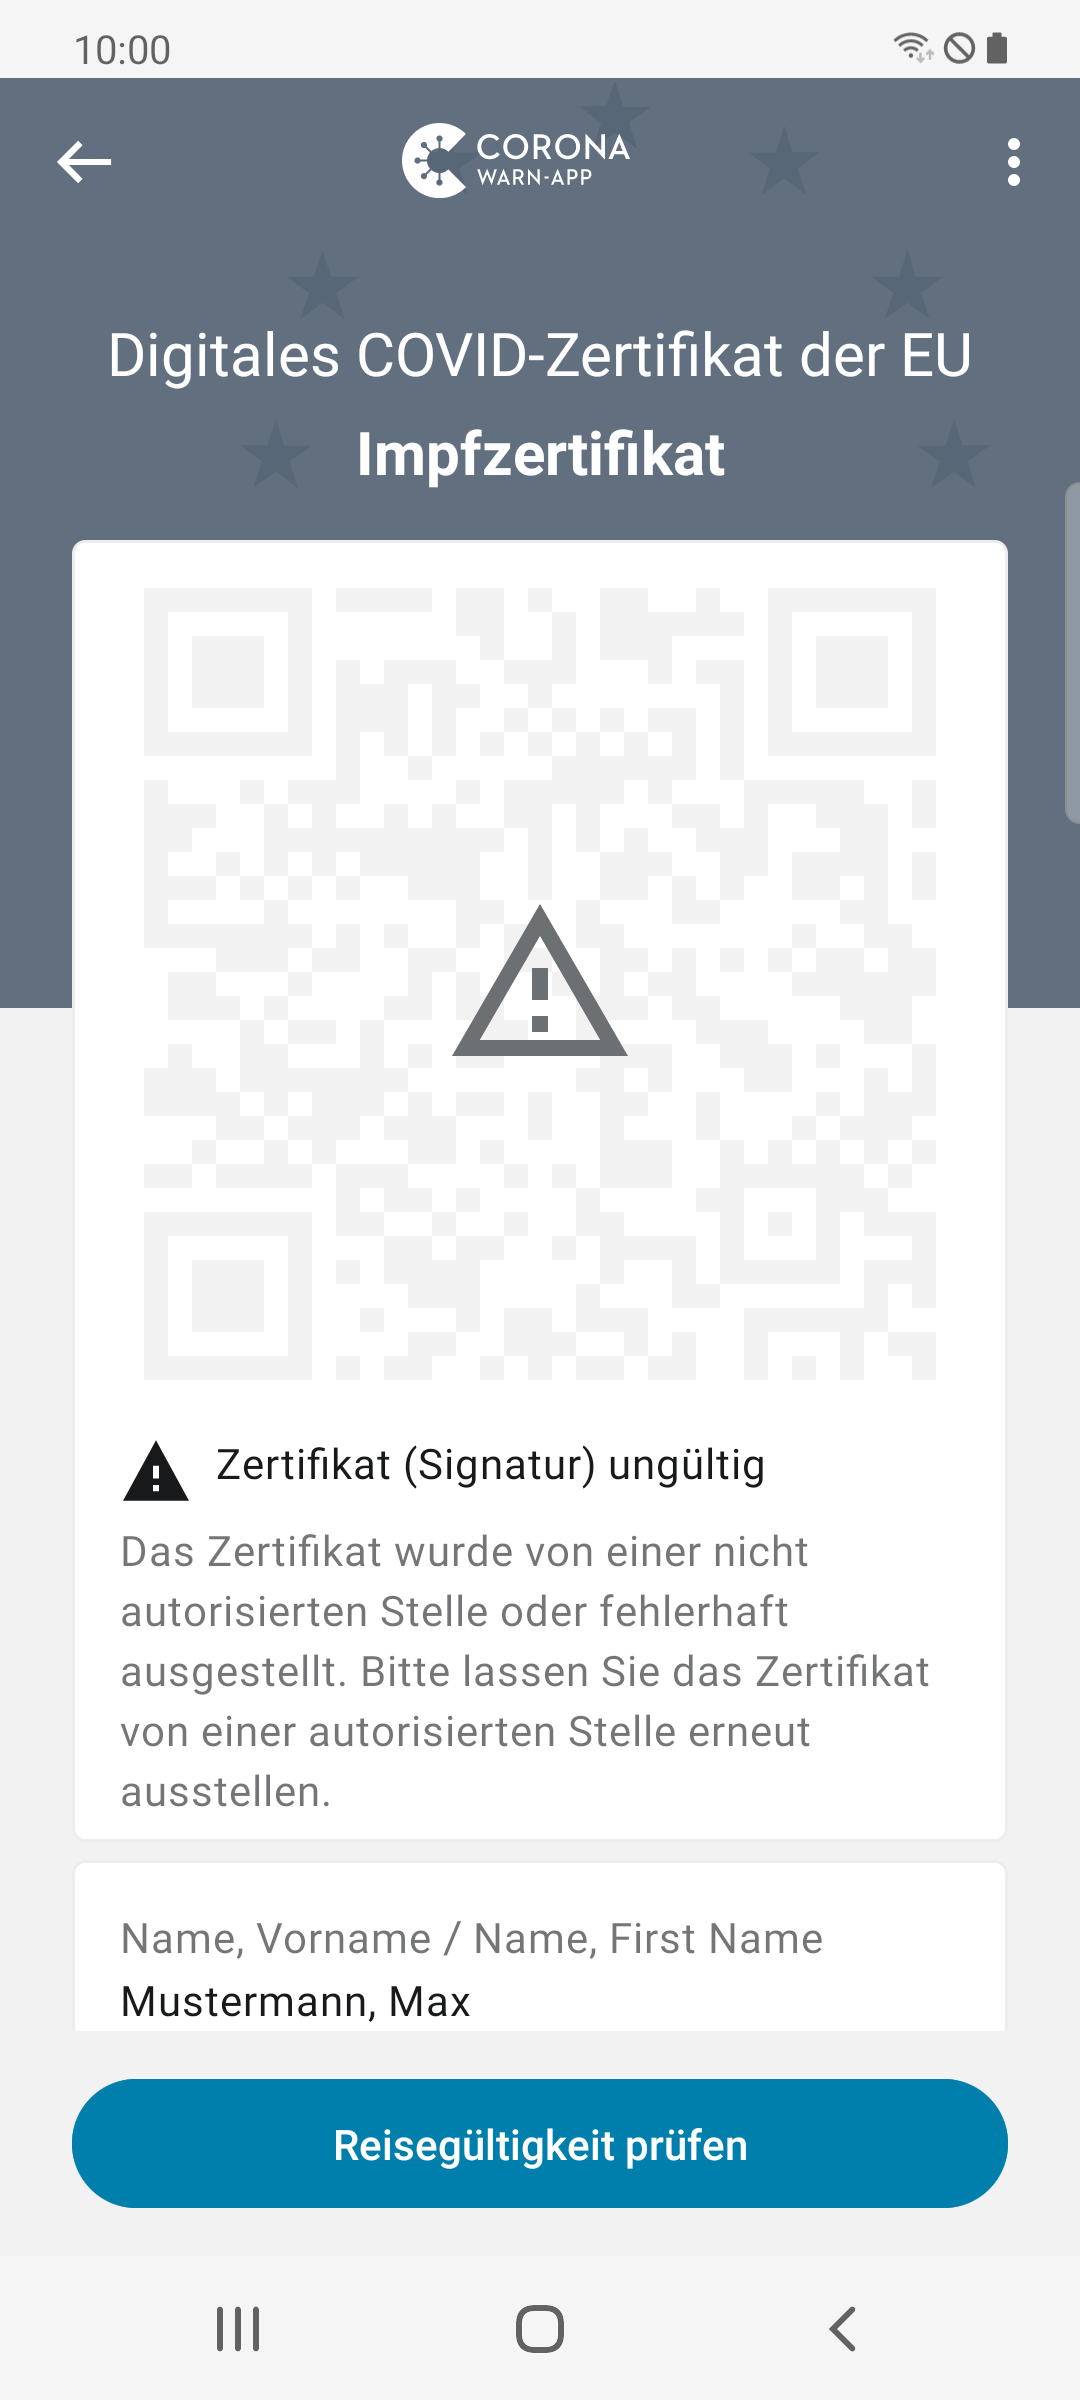 10:00
CORONA
WARN-APP
Digitales COVID-Zertifikat der EU
Impfzertifikat
Zertifikat (Signatur) ungültig
Das Zertifikat wurde von einer nicht
autorisierten Stelle oder fehlerhaft
ausgestellt. Bitte lassen Sie das Zertifikat
von einer autorisierten Stelle erneut
ausstellen.
Name, Vorname / Name, First Name
Mustermann, Max
Reisegültigkeit prüfen